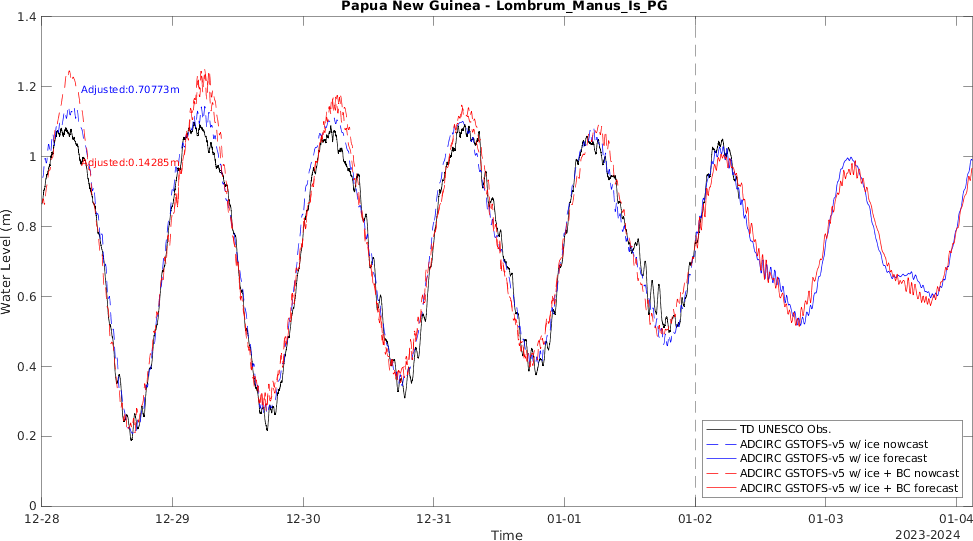 Papua New Guinea - Lombrum_Manus_Is_PG
1.4
1.2
1
0.8
0.6
0.4
0.2
0
Water Level (m)
Adjusted:0.70773m
Adjusted:0.14285m
TD UNESCO Obs.
ADCIRC GSTOFS-v5 w/ ice nowcast
ADCIRC GSTOFS-v5 w/ ice forecast
ADCIRC GSTOFS-v5 w/ ice + BC nowcast
ADCIRC GSTOFS-v5 w/ ice + BC forecast
12-28 12-29 12-30 12-31 01-01 01-02 01-03 01-04
Time
2023-2024